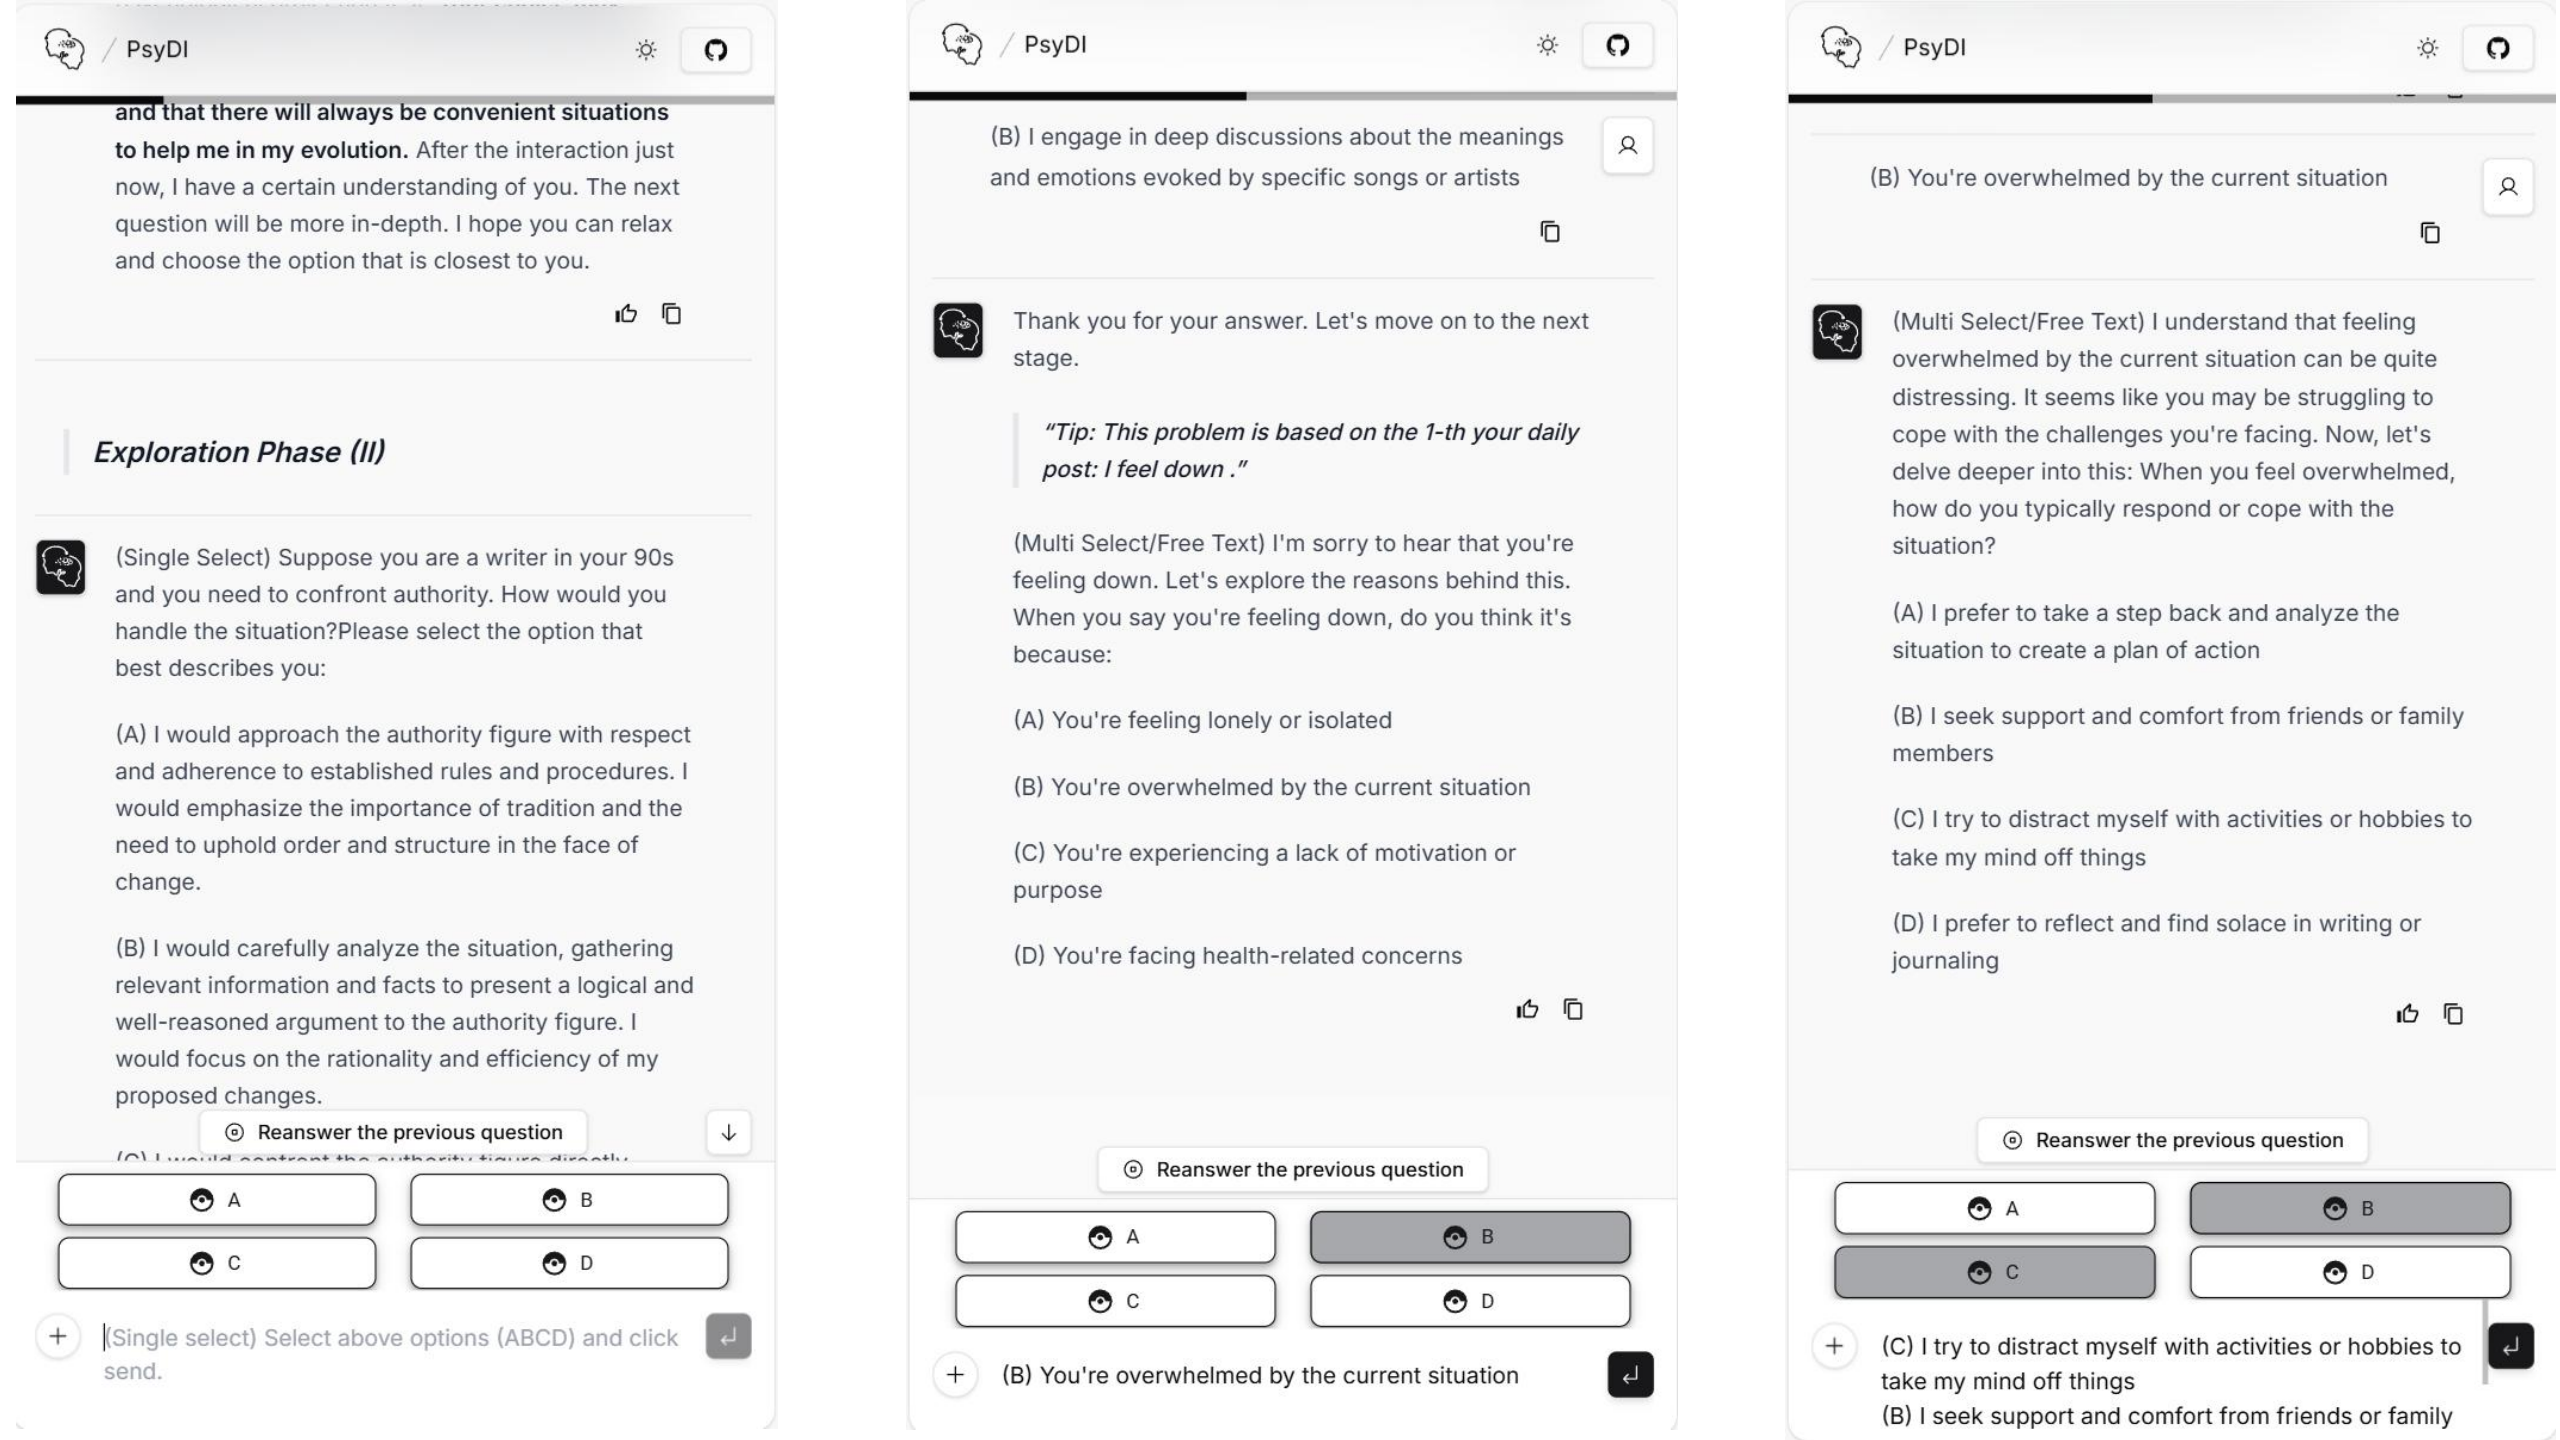 PsyDI
and that there will always be convenient situations
to help me in my evolution. After the interaction just
now, I have a certain understanding of you. The next
question will be more in-depth. I hope you can relax
and choose the option that is closest to you.
Exploration Phase (II)
(Single Select) Suppose you are a writer in your 90s
and you need to confront authority. How would you
handle the situation?Please select the option that
best describes you:
(A) I would approach the authority figure with respect
and adherence to established rules and procedures. I
would emphasize the importance of tradition and the
need to uphold order and structure in the face of
change.
(B) I would carefully analyze the situation, gathering
relevant information and facts to present a logical and
well-reasoned argument to the authority figure. I
would focus on the rationality and efficiency of my
proposed changes.
Reanswer the previous question
(C) I would confront the authority figure directly
A
B
C
D
(Single select) Select above options (ABCD) and click
send.
PsyDI
(B) I engage in deep discussions about the meanings
and emotions evoked by specific songs or artists
Thank you for your answer. Let's move on to the next
stage.
“Tip: This problem is based on the 1-th your daily
post: I feel down .”
(Multi Select/Free Text) I'm sorry to hear that you're
feeling down. Let's explore the reasons behind this.
When you say you're feeling down, do you think it's
because:
(A) You're feeling lonely or isolated
(B) You're overwhelmed by the current situation
(C) You're experiencing a lack of motivation or
purpose
(D) You're facing health-related concerns
Reanswer the previous question
A
B
C
D
(B) You're overwhelmed by the current situation
PsyDI
(B) You're overwhelmed by the current situation
(Multi Select/Free Text) I understand that feeling
overwhelmed by the current situation can be quite
distressing. It seems like you may be struggling to
cope with the challenges you're facing. Now, let's
delve deeper into this: When you feel overwhelmed,
how do you typically respond or cope with the
situation?
(A) I prefer to take a step back and analyze the
situation to create a plan of action
(B) I seek support and comfort from friends or family
members
(C) I try to distract myself with activities or hobbies to
take my mind off things
(D) I prefer to reflect and find solace in writing or
journaling
Reanswer the previous question
A
B
C
D
(C) I try to distract myself with activities or hobbies to
take my mind off things
(B) I seek support and comfort from friends or family